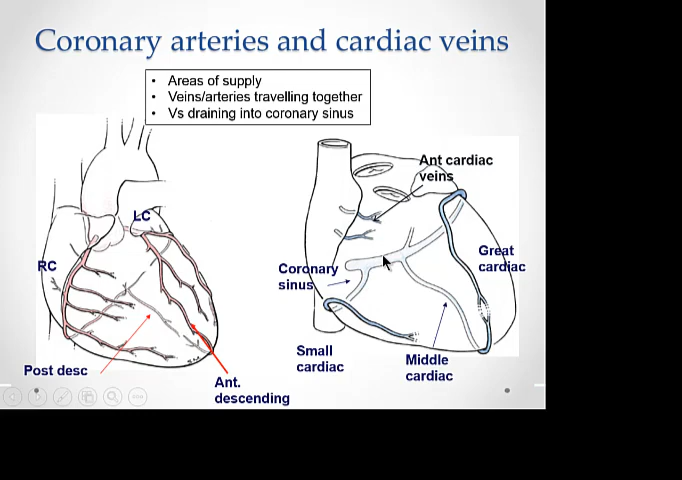 Coronary arteries and cardiac veins
• Areas of supply
• Veins/arteries travelling together
• Vs draining into coronary sinus
Ant cardiac
veins
LC
RC
Great
cardiac
Coronary
sinus
Small
cardiac
Middle
cardiac
Post desc
Ant.
descending